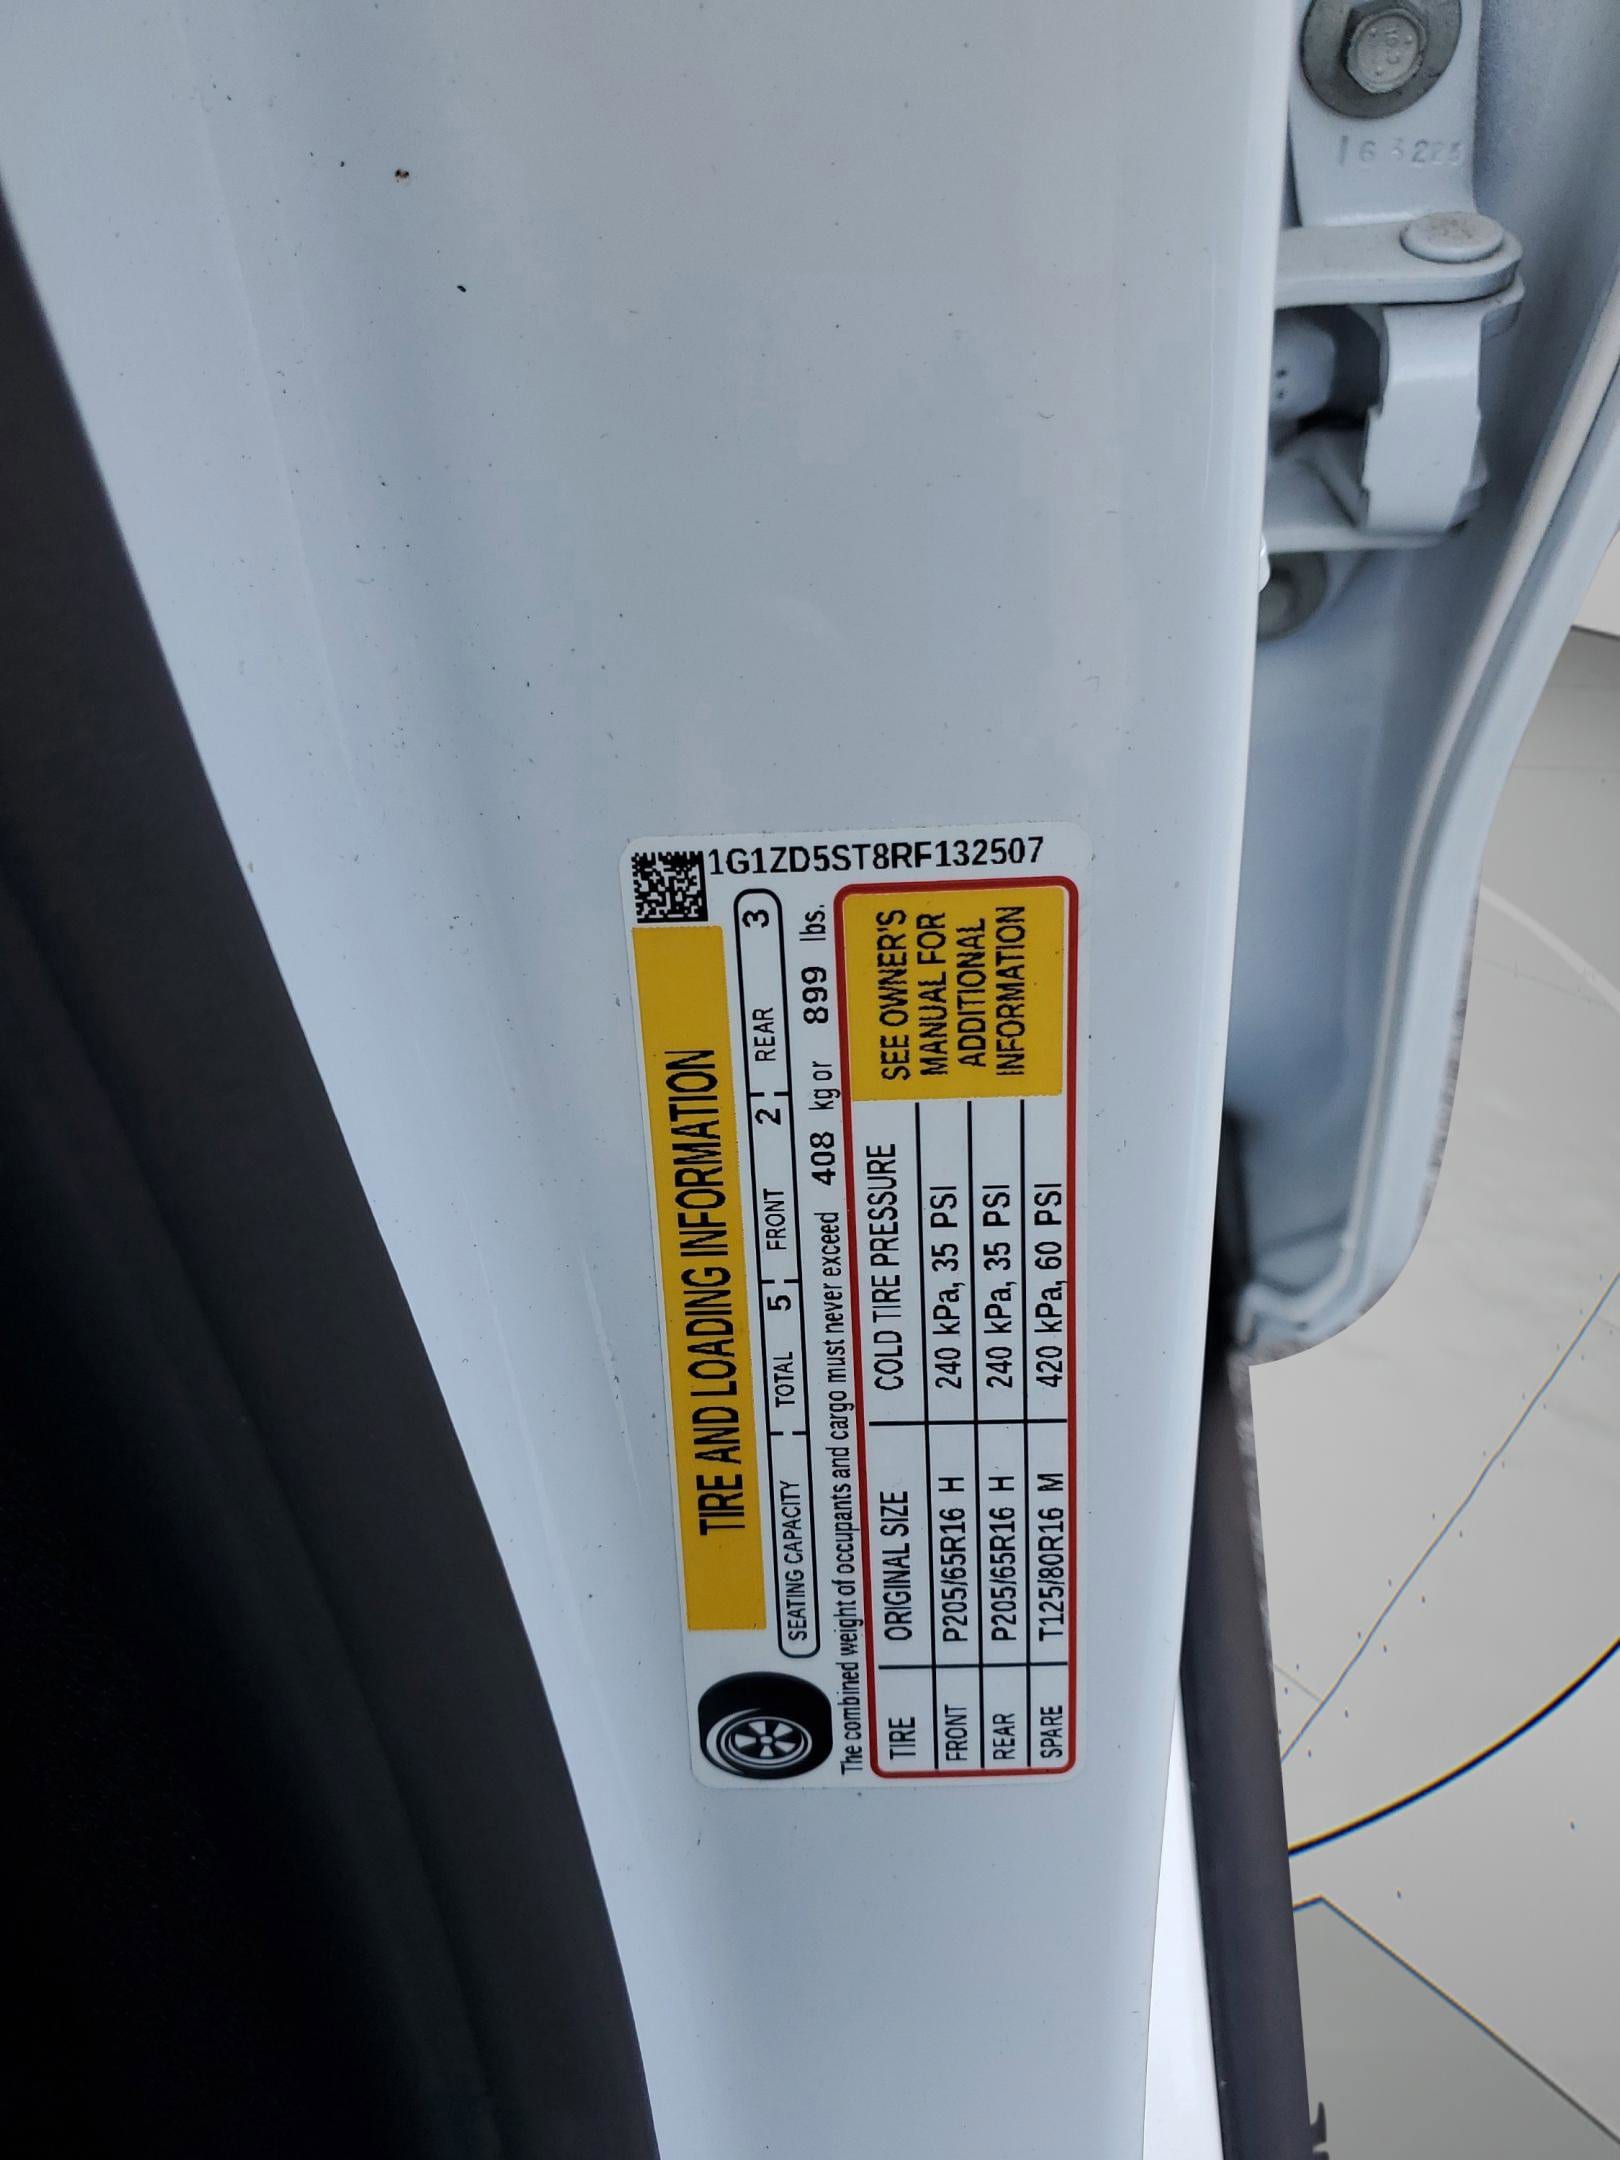 1G1ZD5ST8RF132507
TIRE AND LOADING INFORMATION
SEATING CAPACITY TOTAL 5 FRONT 2 REAR 3
The combined weight of occupants and cargo must never exceed 408 kg or 899 lbs.
TIRE ORIGINAL SIZE COLD TIRE PRESSURE
FRONT P205/65R16 H 240 kPa, 35 PSI
REAR P205/65R16 H 240 kPa, 35 PSI
SPARE T125/80R16 M 420 kPa, 60 PSI
SEE OWNER'S
MANUAL FOR
ADDITIONAL
INFORMATION